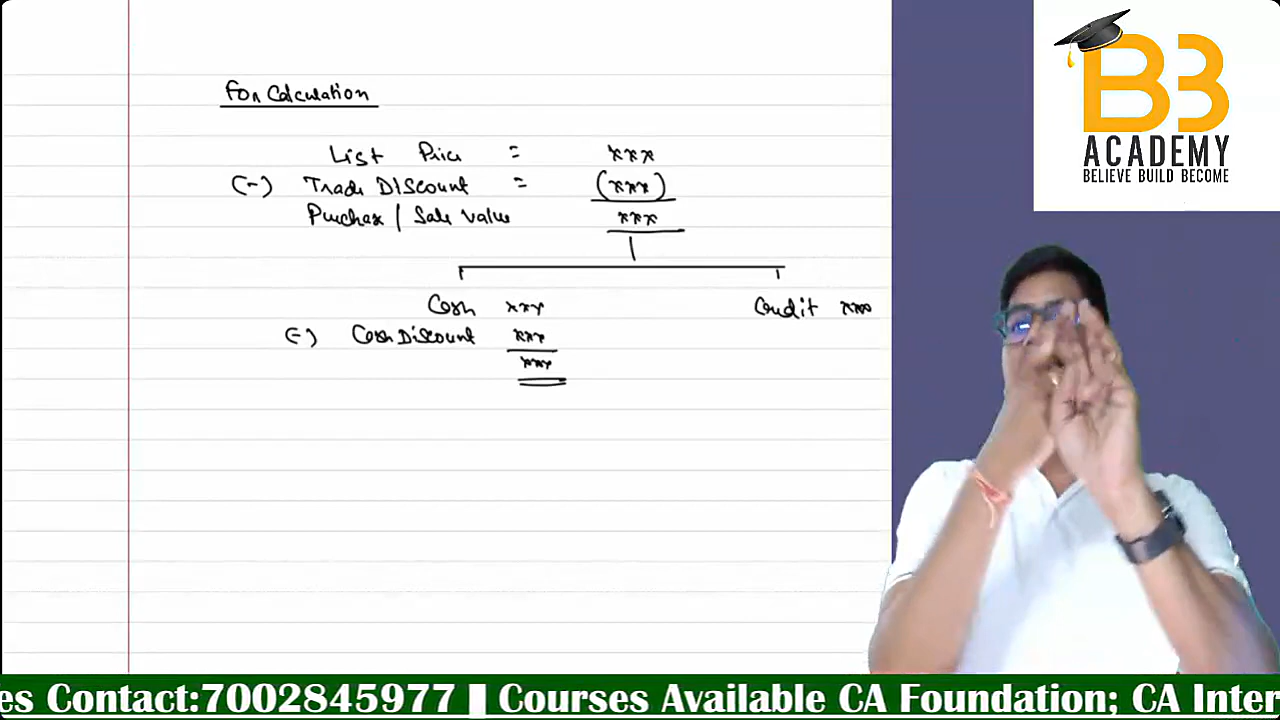 For Calculation
List Price = xxx
(-) Trade Discount = (xxx)
Purchase / Sale Value xxx
Cash xxx Credit xxx
(-) Cash Discount xxx
xxx
B3
ACADEMY
BELIEVE BUILD BECOME
es Contact:7002845977 | Courses Available CA Foundation; CA Inter